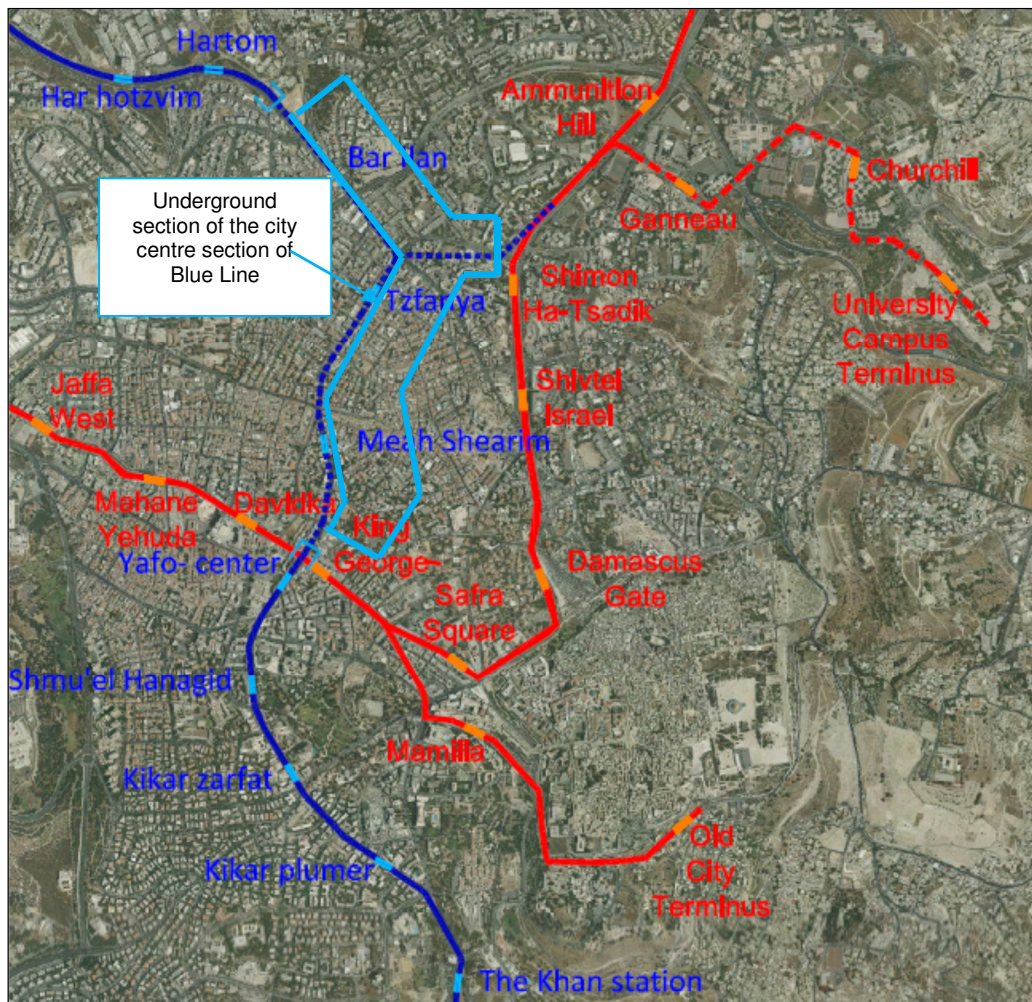 Hartom
Har hotzvim
Ammunition
Hill
Bar Ilan
Churchill
Underground
section of the city
centre section of
Blue Line
Ganneau
Tzfanya
Shimon
Ha-Tsadik
University
Campus
Terminus
Jaffa
West
Shivtei
Israel
Meah Shearim
Mahane
Yehuda
Davidka
King
George
Yafo- center
Damascus
Gate
Safra
Square
Shmu'el Hanagid
Mamilla
Kikar zarfat
Kikar plumer
Old
City
Terminus
The Khan station